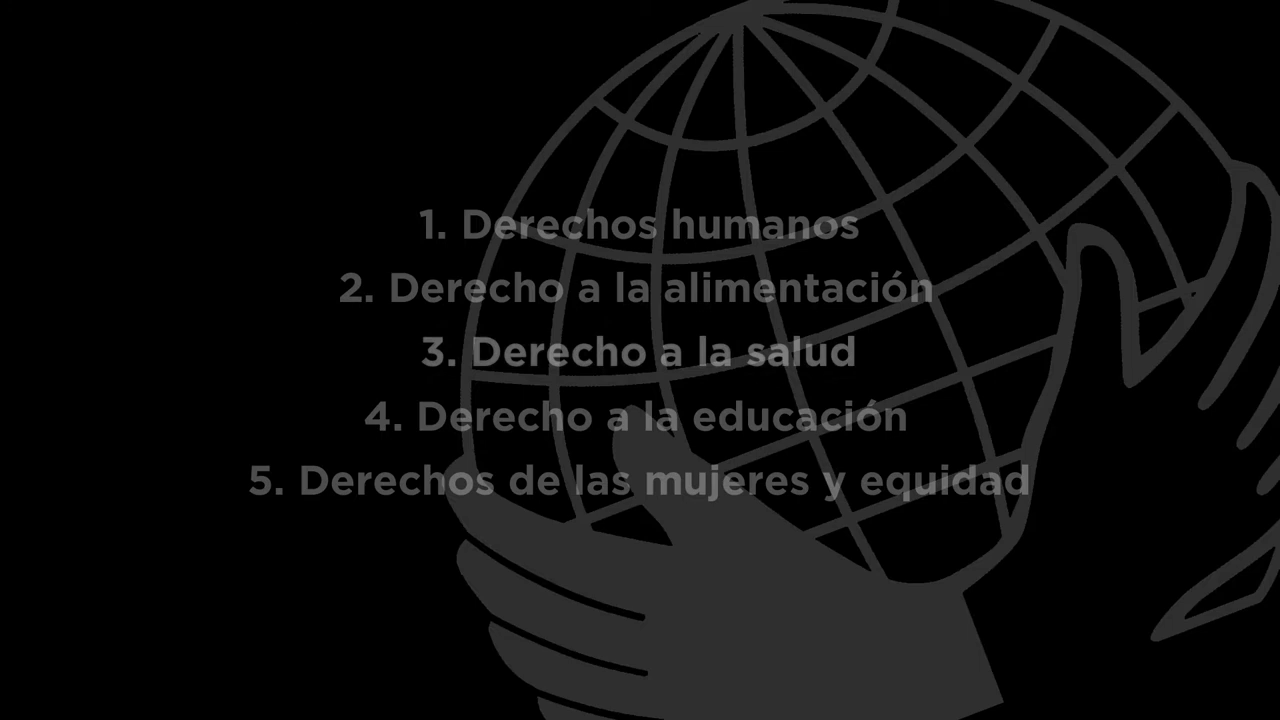 1. Derechos humanos
2. Derecho a la alimentación
3. Derecho a la salud
4. Derecho a la educación
5. Derechos de las mujeres y equidad